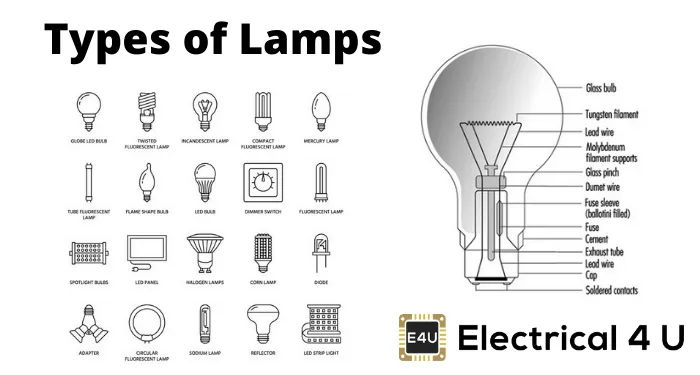 Types of Lamps
GLOBE LED BULB
TWISTED
FLUORESCENT LAMP
INCANDESCENT LAMP
COMPACT
FLUORESCENT LAMP
MERCURY LAMP
TUBE FLUORESCENT
LAMP
FLAME SHAPE BULB
LED BULB
DIMMER SWITCH
FLUORESCENT LAMP
SPOTLIGHT BULBS
LED PANEL
HALOGEN LAMPS
CORN LAMP
DIODE
ADAPTER
CIRCULAR
FLUORESCENT LAMP
SODIUM LAMP
REFLECTOR
LED STRIP LIGHT
Glass bulb
Tungsten filament
Lead wire
Molybdenum
filament supports
Glass pinch
Dumet wire
Fuse sleeve
(ballotini filled)
Fuse
Cement
Exhaust tube
Lead wire
Cap
Soldered contacts
E4U
Electrical 4 U